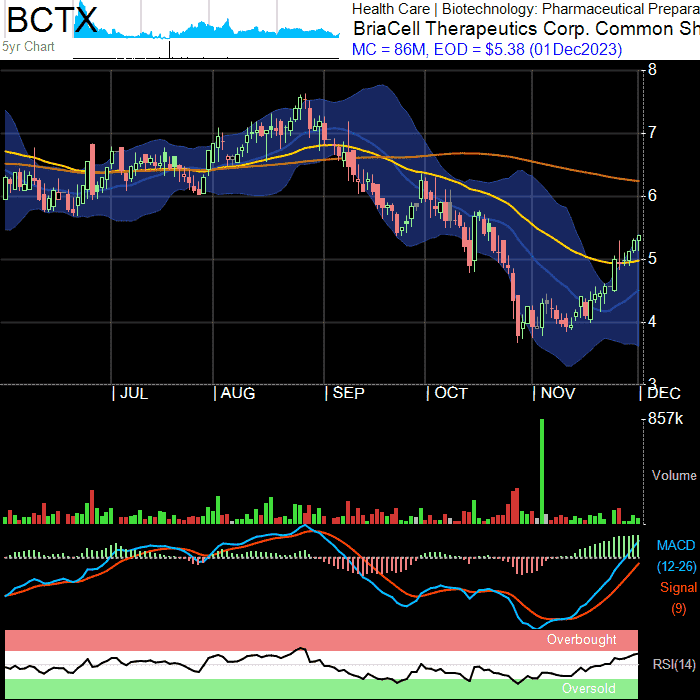 BCTX
5yr Chart
Health Care | Biotechnology: Pharmaceutical Prepara
BriaCell Therapeutics Corp. Common Sh
MC = 86M, EOD = $5.38 (01Dec2023)
8
7
6
5
4
3
JUL
AUG
SEP
OCT
NOV
DEC
857k
Volume
MACD
(12-26)
Signal
(9)
Overbought
RSI(14)
Oversold